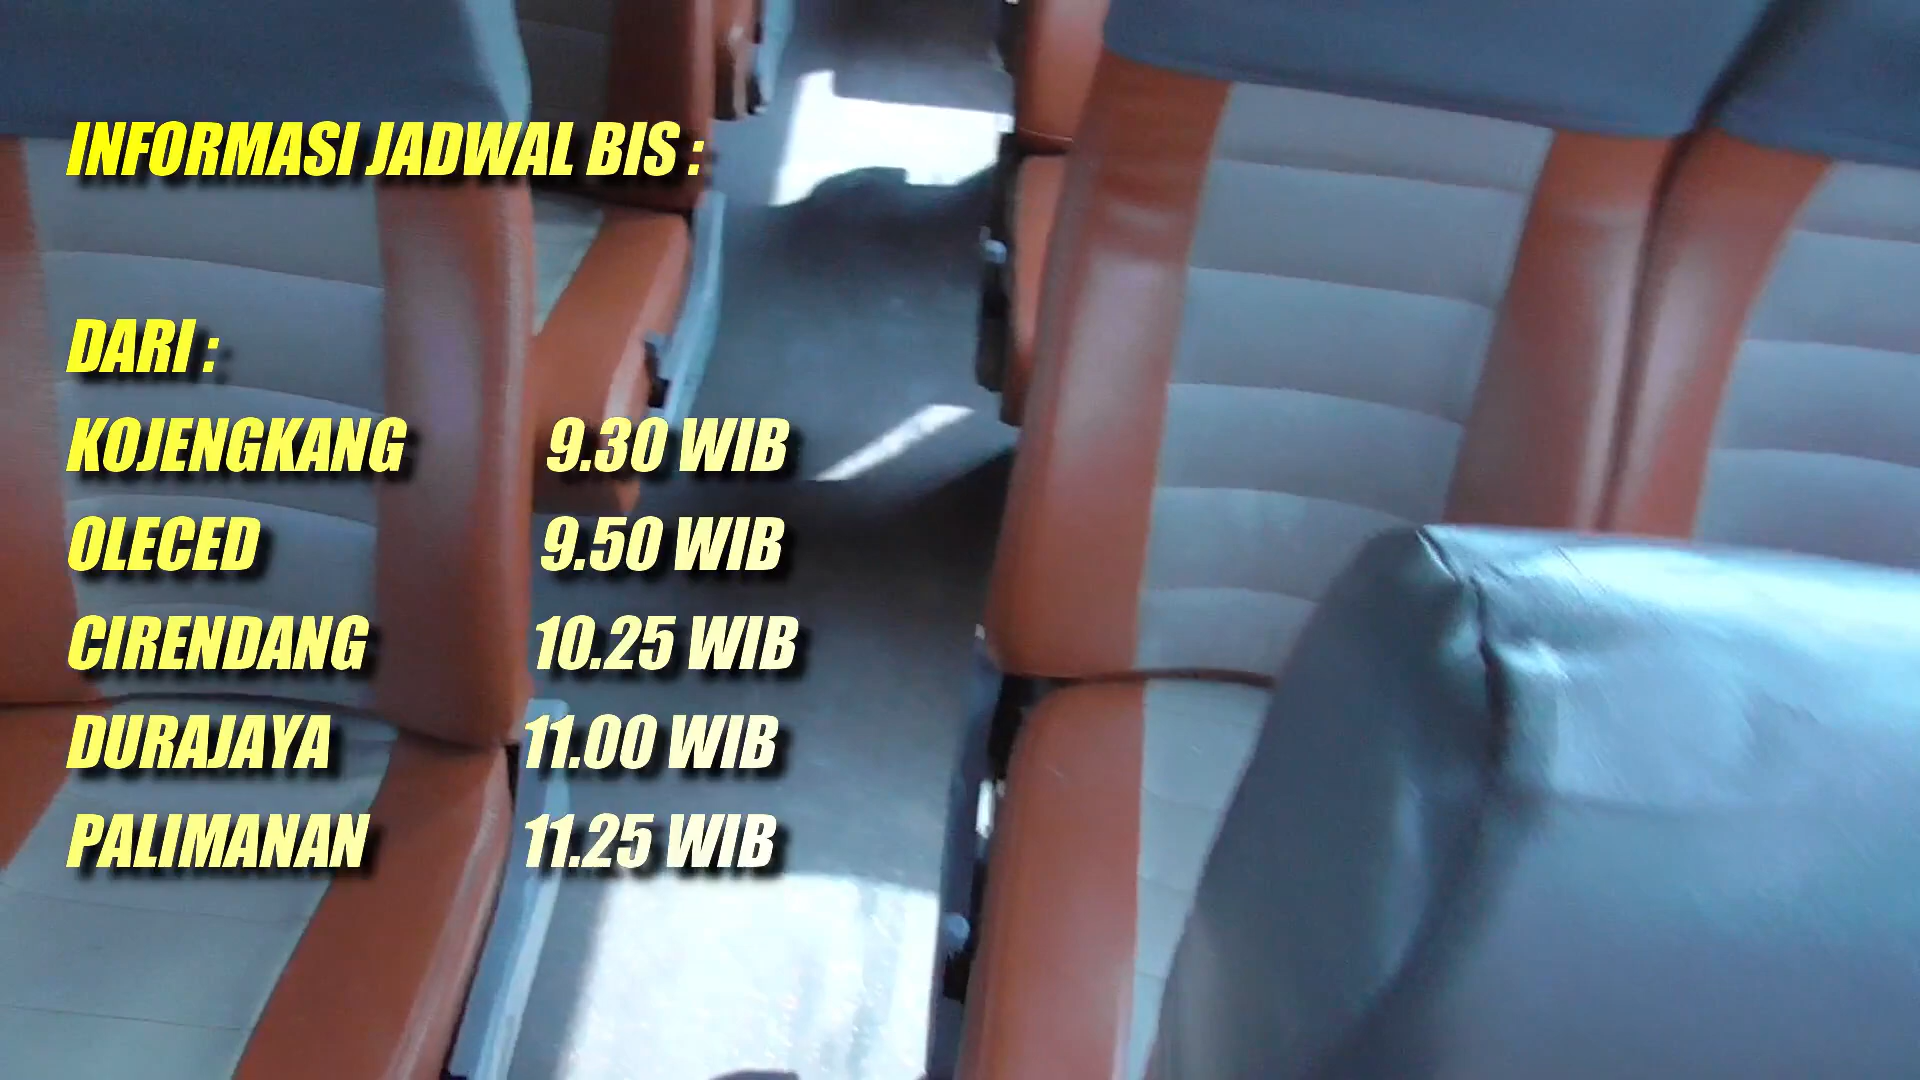 INFORMASI JADWAL BIS :
DARI :
KOJENGKANG 9.30 WIB
OLECED 9.50 WIB
CIRENDANG 10.25 WIB
DURAJAYA 11.00 WIB
PALIMANAN 11.25 WIB